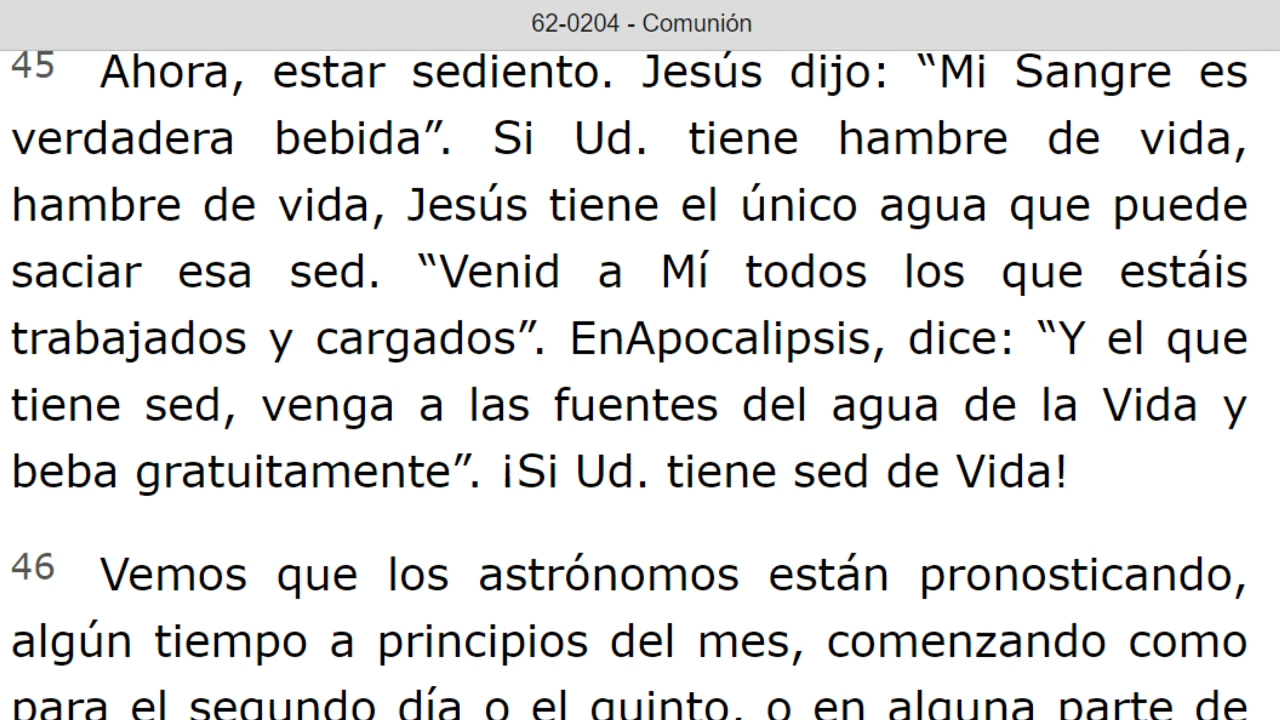 62-0204 - Comunión
45 Ahora, estar sediento. Jesús dijo: “Mi Sangre es
verdadera bebida”. Si Ud. tiene hambre de vida,
hambre de vida, Jesús tiene el único agua que puede
saciar esa sed. “Venid a Mí todos los que estáis
trabajados y cargados”. EnApocalipsis, dice: “Y el que
tiene sed, venga a las fuentes del agua de la Vida y
beba gratuitamente”. ¡Si Ud. tiene sed de Vida!
46 Vemos que los astrónomos están pronosticando,
algún tiempo a principios del mes, comenzando como
para el segundo día o el quinto, o en alguna parte de